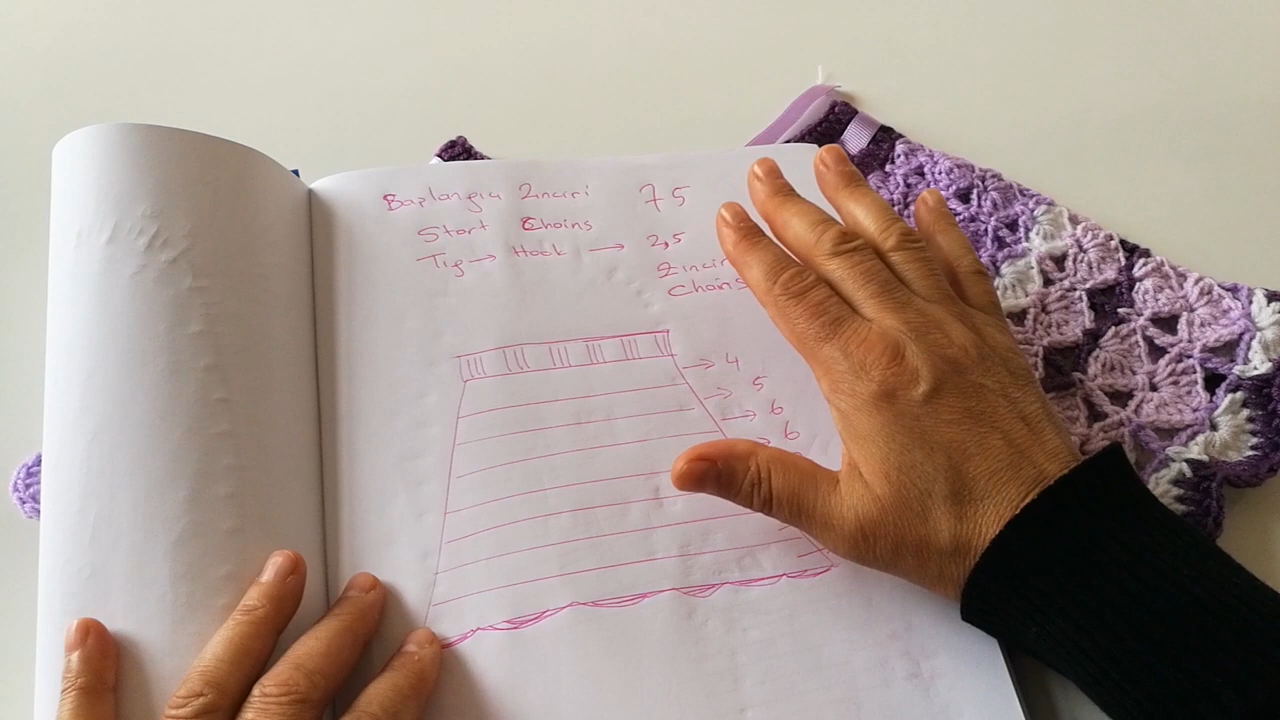 Başlangıç Zinciri 75
Start Chains
Tığ → Hook → 2,5
Zincir
Chains
→ 4
→ 5
→ 6
→ 6